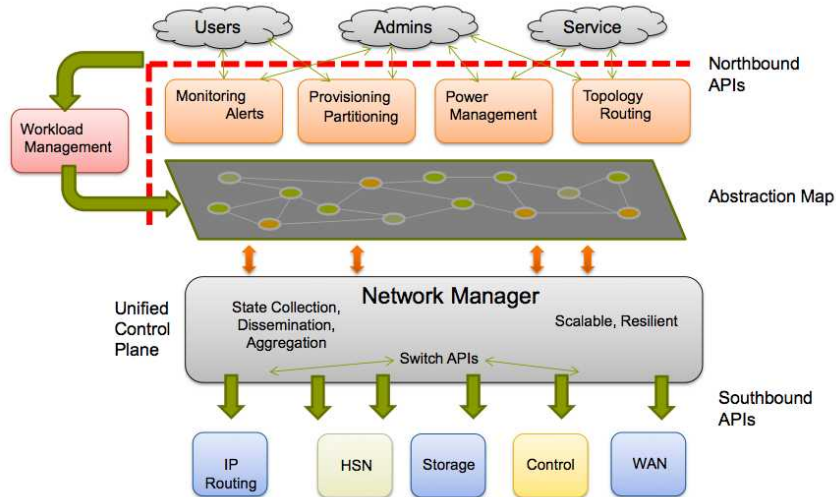 Users
Admins
Service
Northbound
APIs
Monitoring
Alerts
Provisioning
Partitioning
Power
Management
Topology
Routing
Workload
Management
Abstraction Map
Network Manager
Unified
Control
Plane
State Collection,
Dissemination,
Aggregation
Scalable, Resilient
Switch APIs
Southbound
APIs
IP
Routing
HSN
Storage
Control
WAN